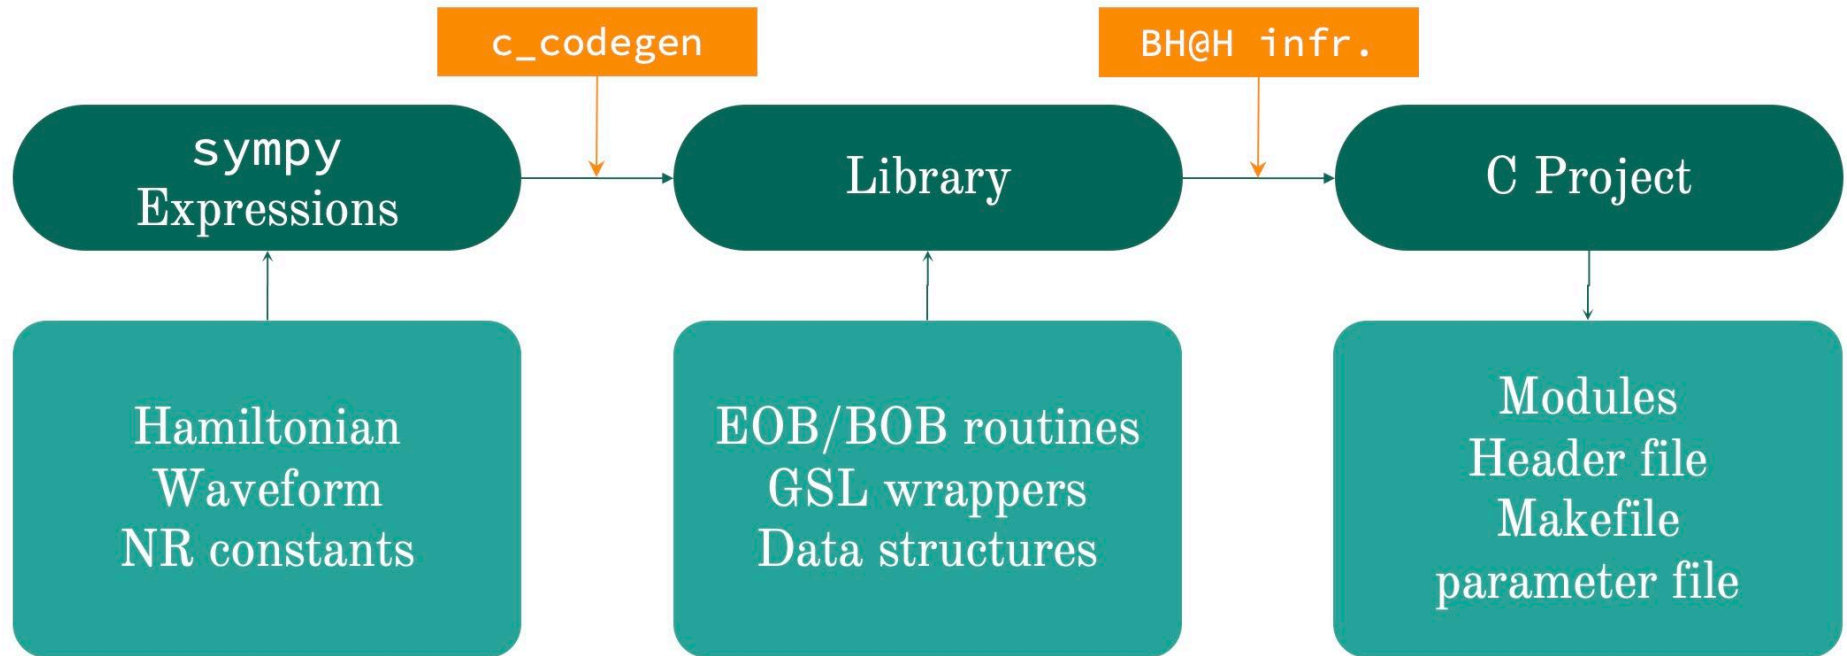 c_codegen
BH@H infr.
sympy
Expressions
Library
C Project
Hamiltonian
Waveform
NR constants
EOB/BOB routines
GSL wrappers
Data structures
Modules
Header file
Makefile
parameter file